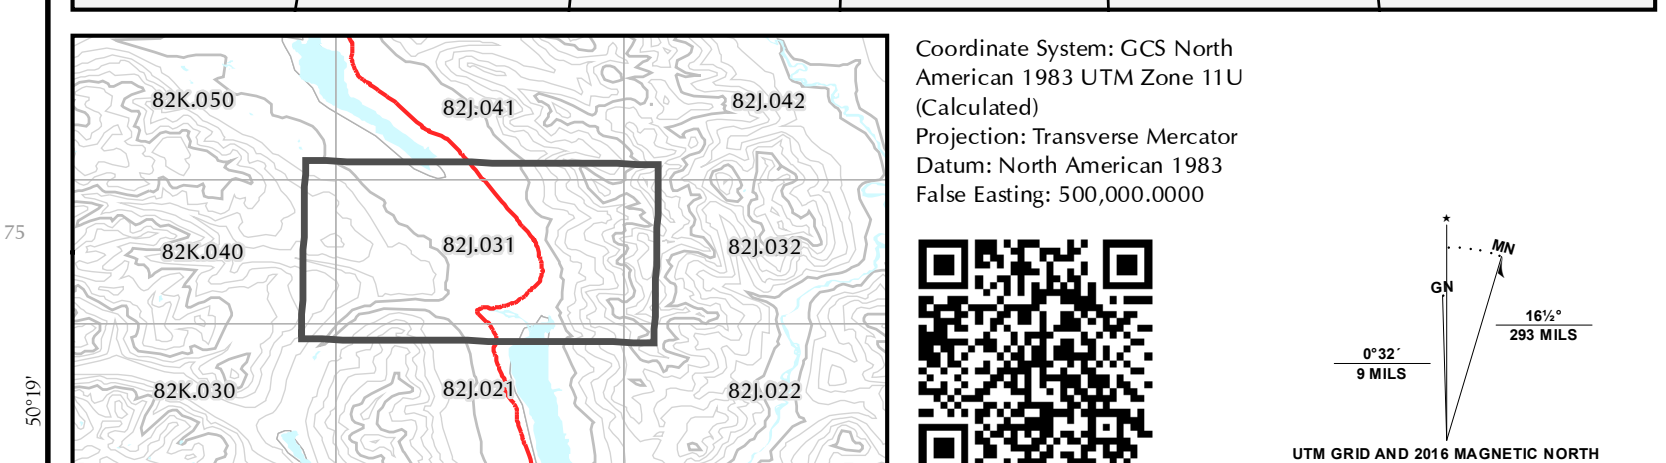 82K.050
82J.041
82J.042
82K.040
82J.031
82J.032
82K.030
82J.021
82J.022
75
50°19'
Coordinate System: GCS North
American 1983 UTM Zone 11U
(Calculated)
Projection: Transverse Mercator
Datum: North American 1983
False Easting: 500,000.0000
MN
GN
16½°
293 MILS
0°32´
9 MILS
UTM GRID AND 2016 MAGNETIC NORTH